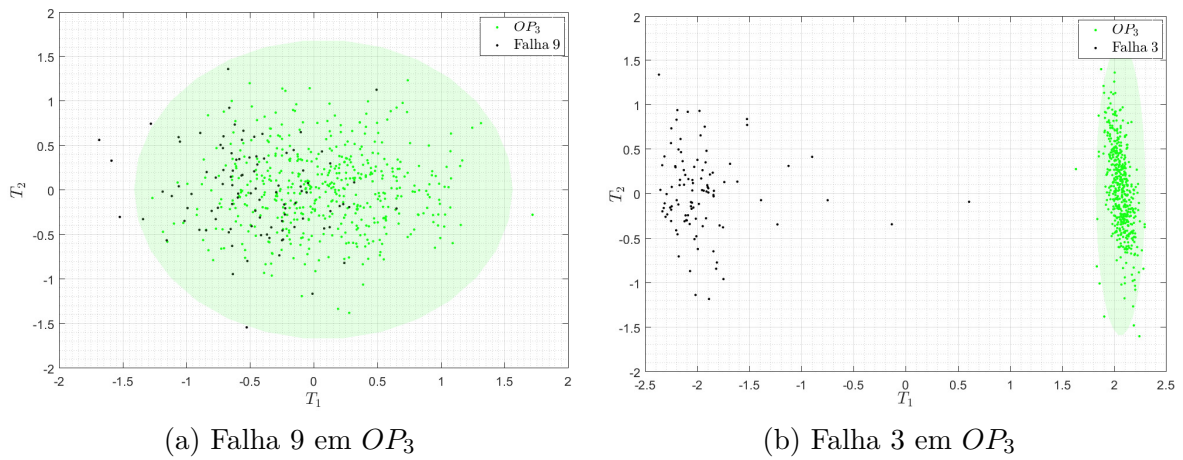 2
1.5
1
0.5
0
-0.5
-1
-1.5
-2
T₂
-2 -1.5 -1 -0.5 0 0.5 1 1.5 2
T₁
OP₃
Falha 9
(a) Falha 9 em OP₃
2
1.5
1
0.5
0
-0.5
-1
-1.5
-2
T₂
-2.5 -2 -1.5 -1 -0.5 0 0.5 1 1.5 2 2.5
T₁
OP₃
Falha 3
(b) Falha 3 em OP₃